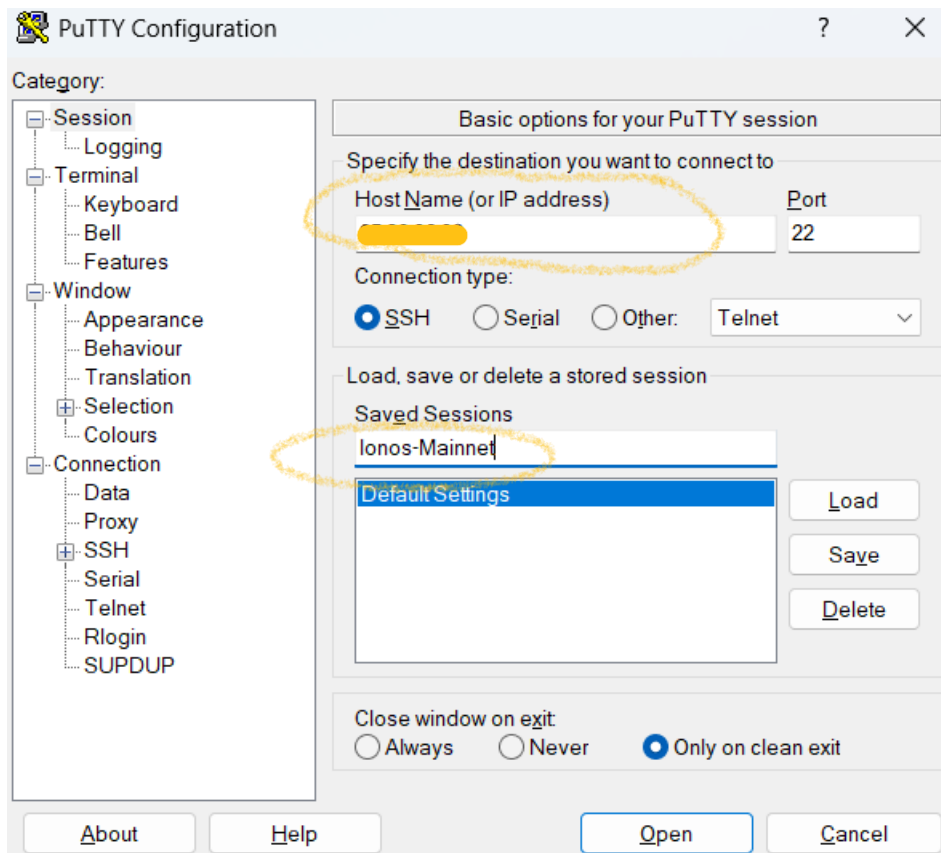 PuTTY Configuration ? ×
Category:
Session
Logging
Terminal
Keyboard
Bell
Features
Window
Appearance
Behaviour
Translation
Selection
Colours
Connection
Data
Proxy
SSH
Serial
Telnet
Rlogin
SUPDUP
Basic options for your PuTTY session
Specify the destination you want to connect to
Host Name (or IP address) Port
22
Connection type:
SSH Serial Other: Telnet
Load, save or delete a stored session
Saved Sessions
Ionos-Mainnet
Default Settings
Load
Save
Delete
Close window on exit:
Always Never Only on clean exit
About Help Open Cancel